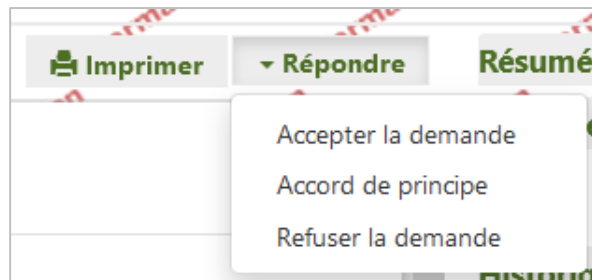 Imprimer
Répondre
Résumé
Accepter la demande
Accord de principe
Refuser la demande